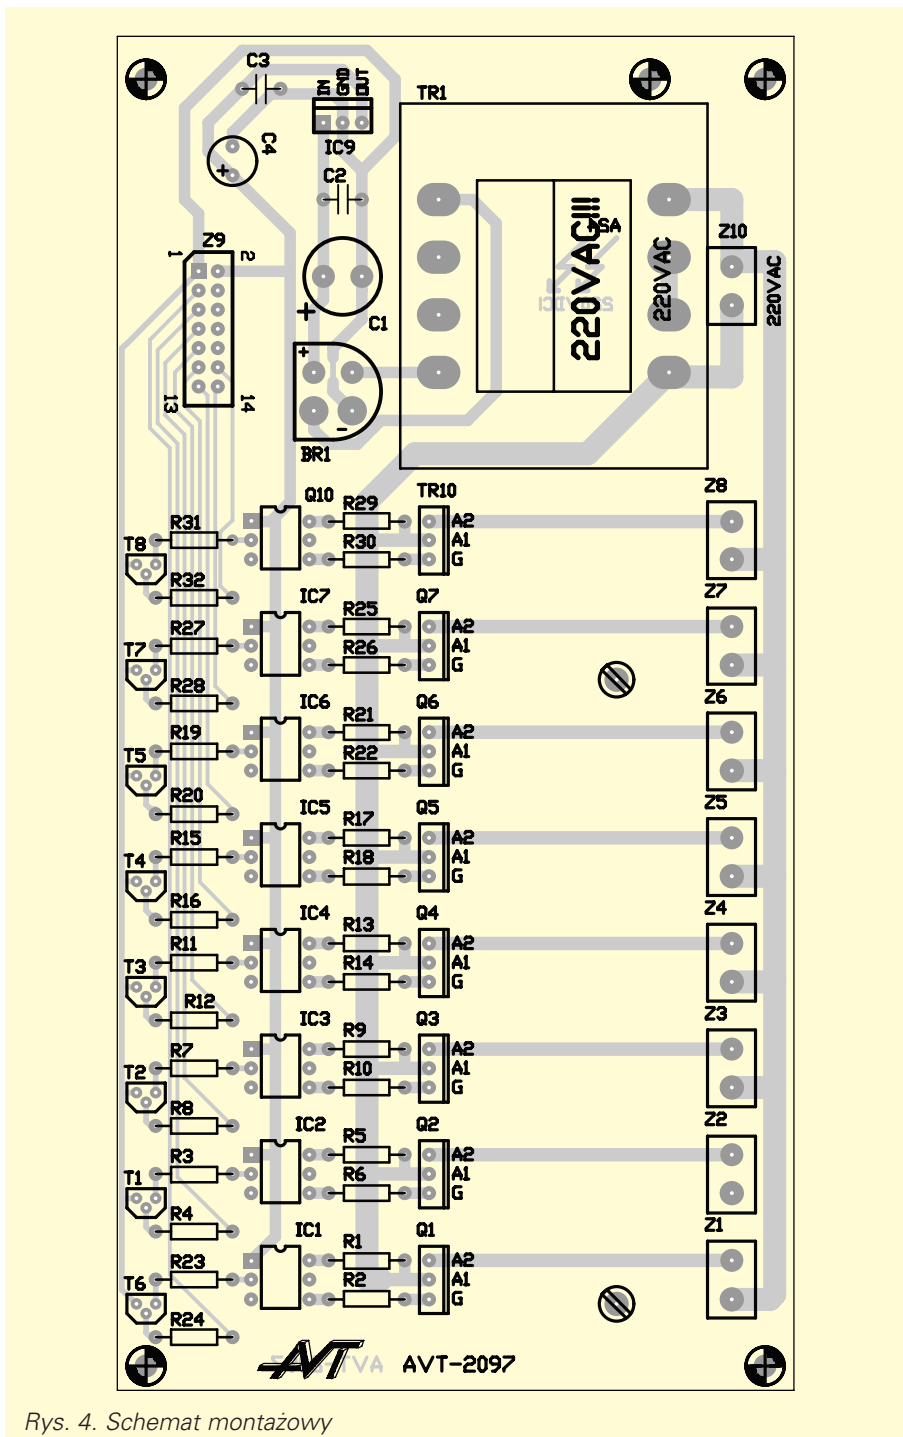 C3
IN
GND
OUT
TR1
IC9
C4
+
C2
Z9
1
2
AZ4
220VAC!!!
220VAC
Z10
220VAC
+
C1
+
13
14
-
BR1
Q10
R29
TR10
Z8
R31
A2
T8
A1
R30
G
R32
IC7
R25
Q7
Z7
R27
A2
T7
A1
R26
G
R28
IC6
R21
Q6
Z6
R19
A2
T5
A1
R22
G
R20
IC5
R17
Q5
Z5
R15
A2
T4
A1
R18
G
R16
IC4
R13
Q4
Z4
R11
A2
T3
A1
R14
G
R12
IC3
R9
Q3
Z3
R7
A2
T2
A1
R10
G
R8
IC2
R5
Q2
Z2
R3
A2
T1
A1
R6
G
R4
IC1
R1
Q1
Z1
R23
A2
T6
A1
R2
G
R24
AVT AVT-2097
Rys. 4. Schemat montażowy